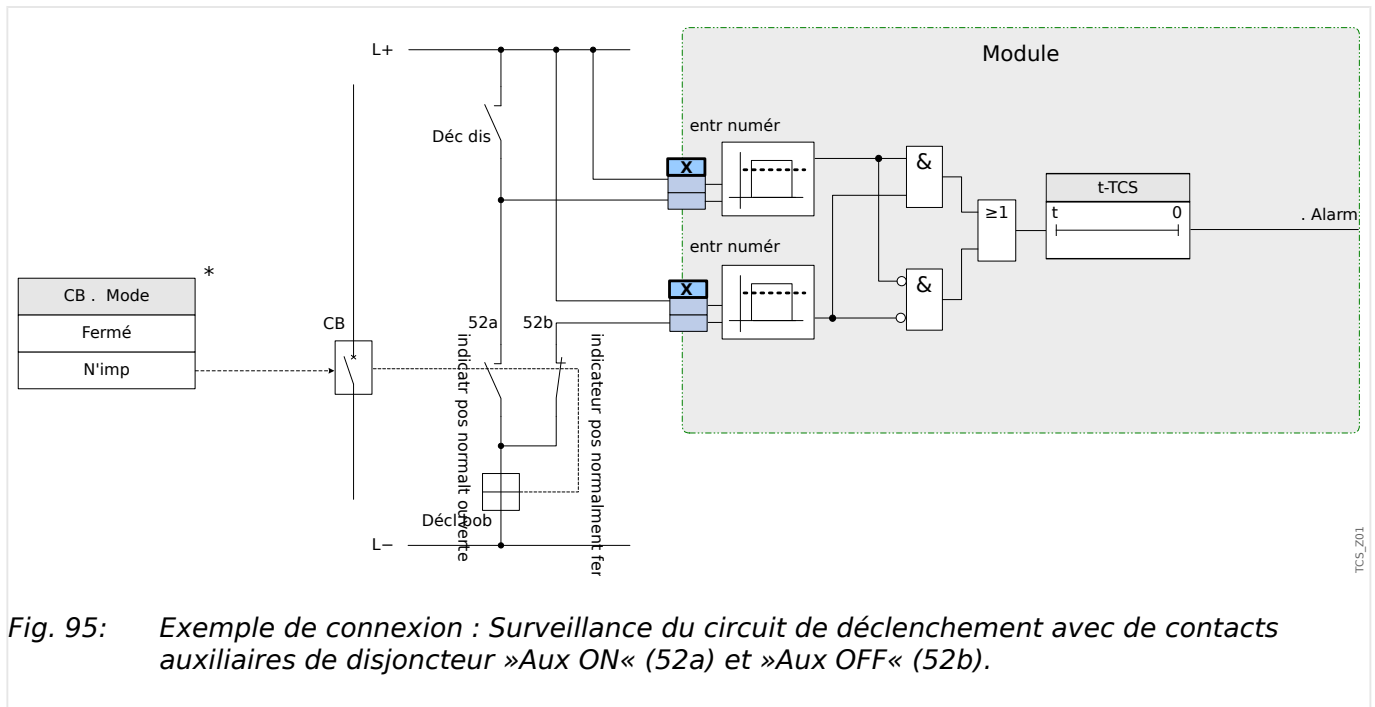 L+
Module
Déc dis
entr numér
X
&
t-TCS
t
0
≥1
. Alarm
entr numér
X
&
*
CB . Mode
Fermé
N'imp
CB
52a
52b
indicatr pos normalt ouverte
indicateur pos normalment fer
Décl bob
L−
TCS_Z01
Fig. 95: Exemple de connexion : Surveillance du circuit de déclenchement avec de contacts
auxiliaires de disjoncteur »Aux ON« (52a) et »Aux OFF« (52b).